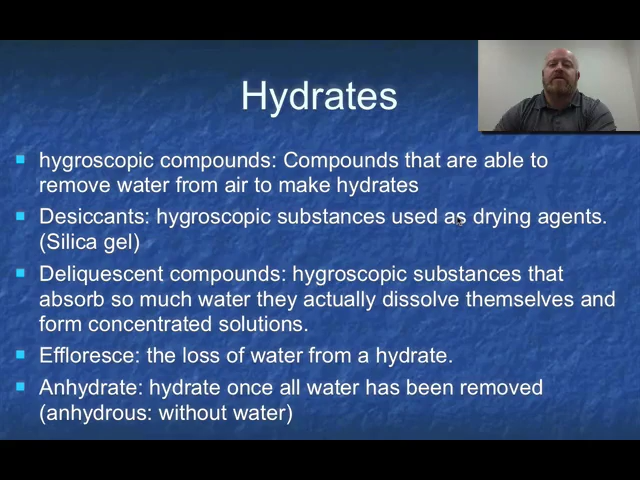 Hydrates
hygroscopic compounds: Compounds that are able to
remove water from air to make hydrates
Desiccants: hygroscopic substances used as drying agents.
(Silica gel)
Deliquescent compounds: hygroscopic substances that
absorb so much water they actually dissolve themselves and
form concentrated solutions.
Effloresce: the loss of water from a hydrate.
Anhydrate: hydrate once all water has been removed
(anhydrous: without water)